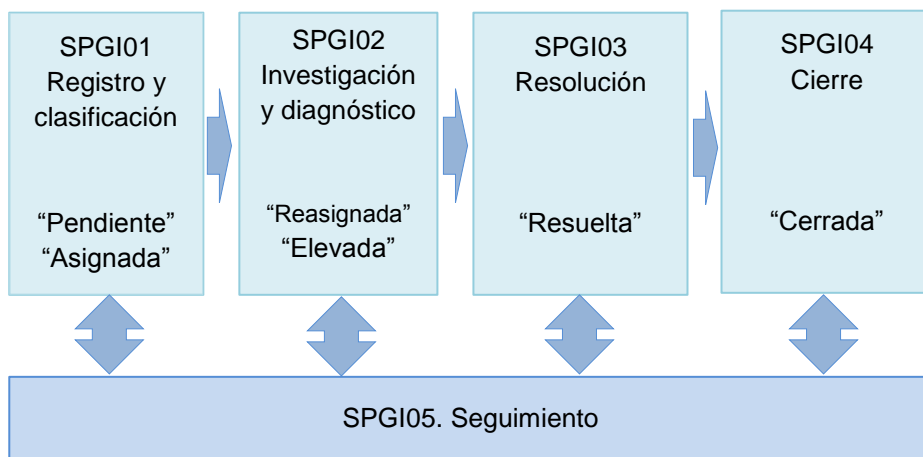 SPGI01
Registro y
clasificación
“Pendiente”
“Asignada”
SPGI02
Investigación
y diagnóstico
“Reasignada”
“Elevada”
SPGI03
Resolución
“Resuelta”
SPGI04
Cierre
“Cerrada”
SPGI05. Seguimiento